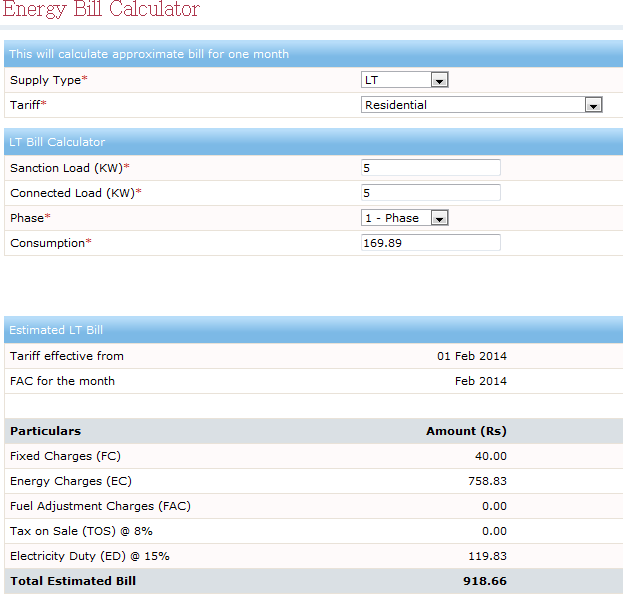 Energy Bill Calculator
This will calculate approximate bill for one month
Supply Type* LT
Tariff* Residential
LT Bill Calculator
Sanction Load (KW)* 5
Connected Load (KW)* 5
Phase* 1 - Phase
Consumption* 169.89
Estimated LT Bill
Tariff effective from 01 Feb 2014
FAC for the month Feb 2014
Particulars Amount (Rs)
Fixed Charges (FC) 40.00
Energy Charges (EC) 758.83
Fuel Adjustment Charges (FAC) 0.00
Tax on Sale (TOS) @ 8% 0.00
Electricity Duty (ED) @ 15% 119.83
Total Estimated Bill 918.66